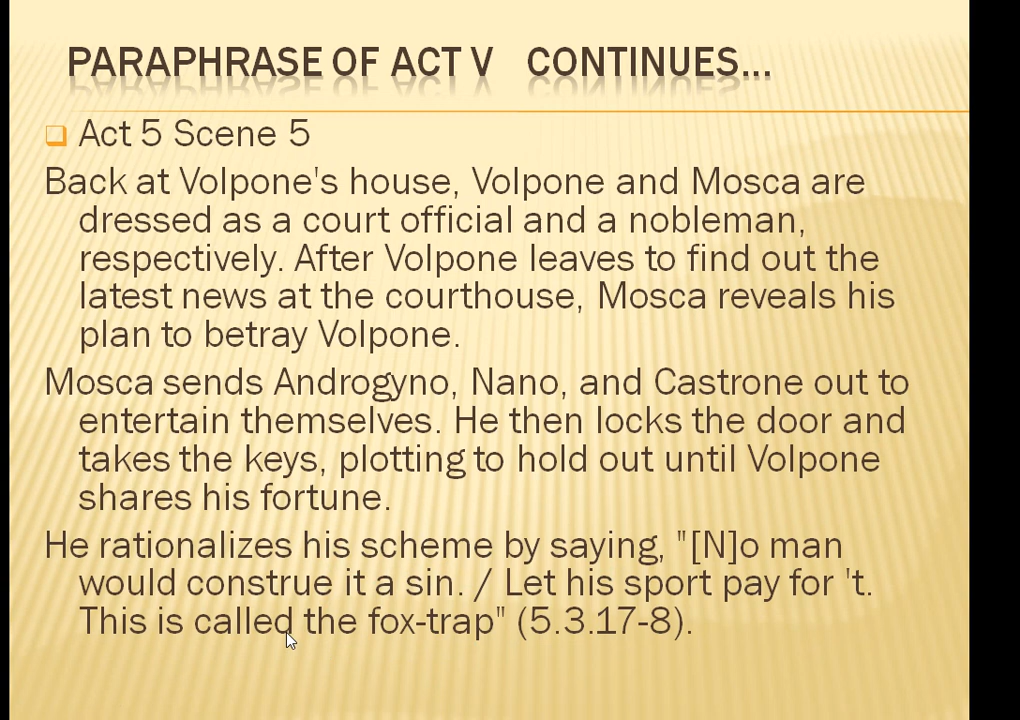 PARAPHRASE OF ACT V CONTINUES...
Act 5 Scene 5
Back at Volpone's house, Volpone and Mosca are
dressed as a court official and a nobleman,
respectively. After Volpone leaves to find out the
latest news at the courthouse, Mosca reveals his
plan to betray Volpone.
Mosca sends Androgyno, Nano, and Castrone out to
entertain themselves. He then locks the door and
takes the keys, plotting to hold out until Volpone
shares his fortune.
He rationalizes his scheme by saying, "[N]o man
would construe it a sin. / Let his sport pay for 't.
This is called the fox-trap" (5.3.17-8).